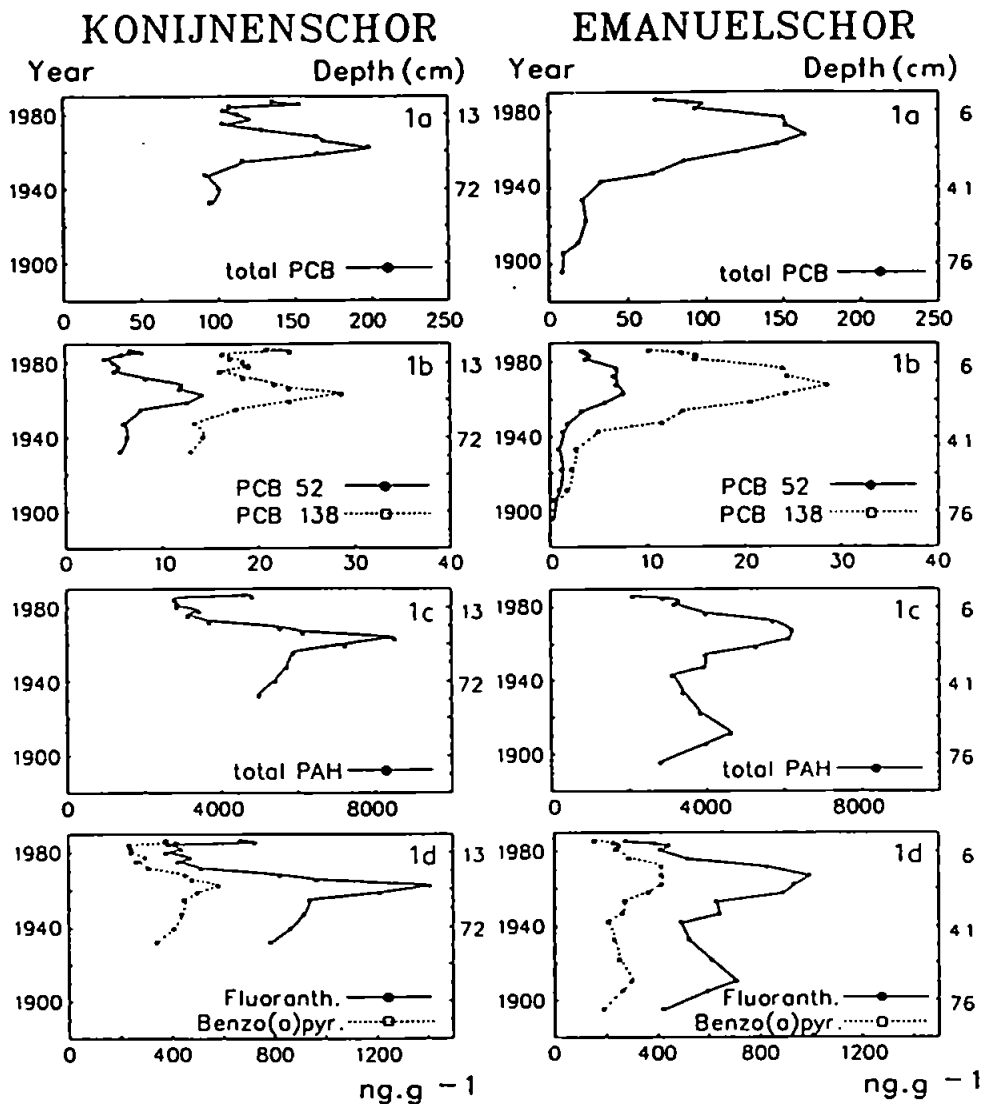 KONIJNENSCHOR EMANUELSCHOR
Year Depth (cm) Year Depth (cm)
1980 1a 13 1980 1a 6
1940 72 1940 41
1900 total PCB 1900 total PCB 76
0 50 100 150 200 250 0 50 100 150 200 250
1980 1b 13 1980 1b 6
1940 72 1940 41
PCB 52 PCB 52
1900 PCB 138 1900 PCB 138 76
0 10 20 30 40 0 10 20 30 40
1980 1c 13 1980 1c 6
1940 72 1940 41
1900 total PAH 1900 total PAH 76
0 4000 8000 0 4000 8000
1980 1d 13 1980 1d 6
1940 72 1940 41
1900 Fluoranth. 1900 Fluoranth. 76
Benzo(a)pyr. Benzo(a)pyr.
0 400 800 1200 0 400 800 1200
ng.g -1 ng.g -1